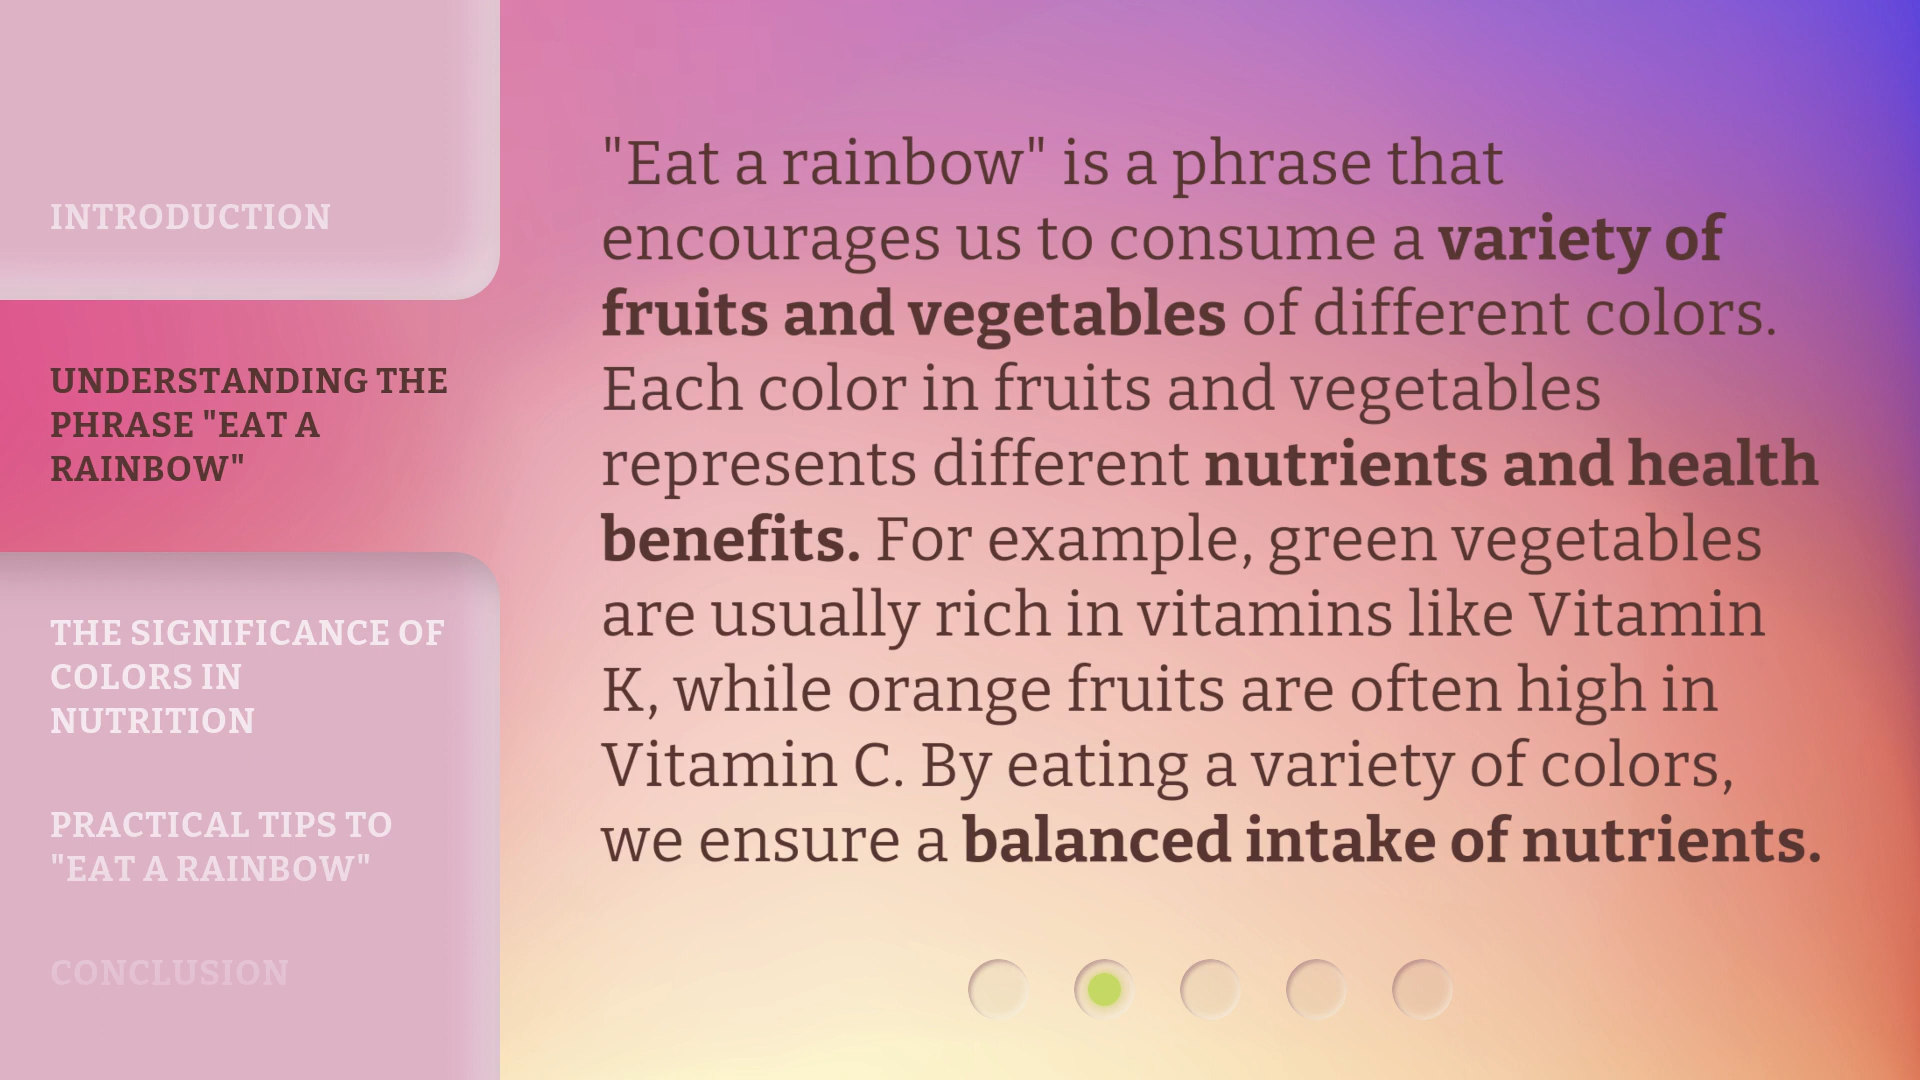 INTRODUCTION
UNDERSTANDING THE
PHRASE "EAT A
RAINBOW"
THE SIGNIFICANCE OF
COLORS IN
NUTRITION
PRACTICAL TIPS TO
"EAT A RAINBOW"
CONCLUSION
"Eat a rainbow" is a phrase that
encourages us to consume a variety of
fruits and vegetables of different colors.
Each color in fruits and vegetables
represents different nutrients and health
benefits. For example, green vegetables
are usually rich in vitamins like Vitamin
K, while orange fruits are often high in
Vitamin C. By eating a variety of colors,
we ensure a balanced intake of nutrients.